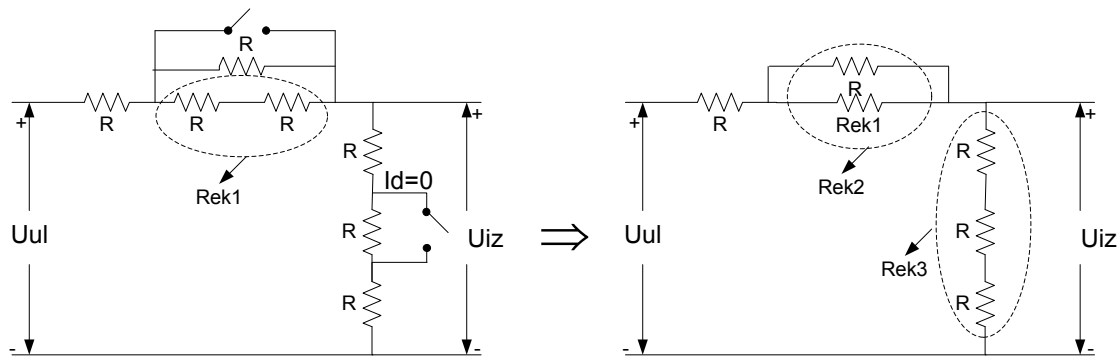 R
R R R
+ +
Rek1
R
Id=0
Uul R Uiz
R
- -
⇒
R
R Rek1
+ +
Rek2
R
Uul R Uiz
Rek3
R
- -